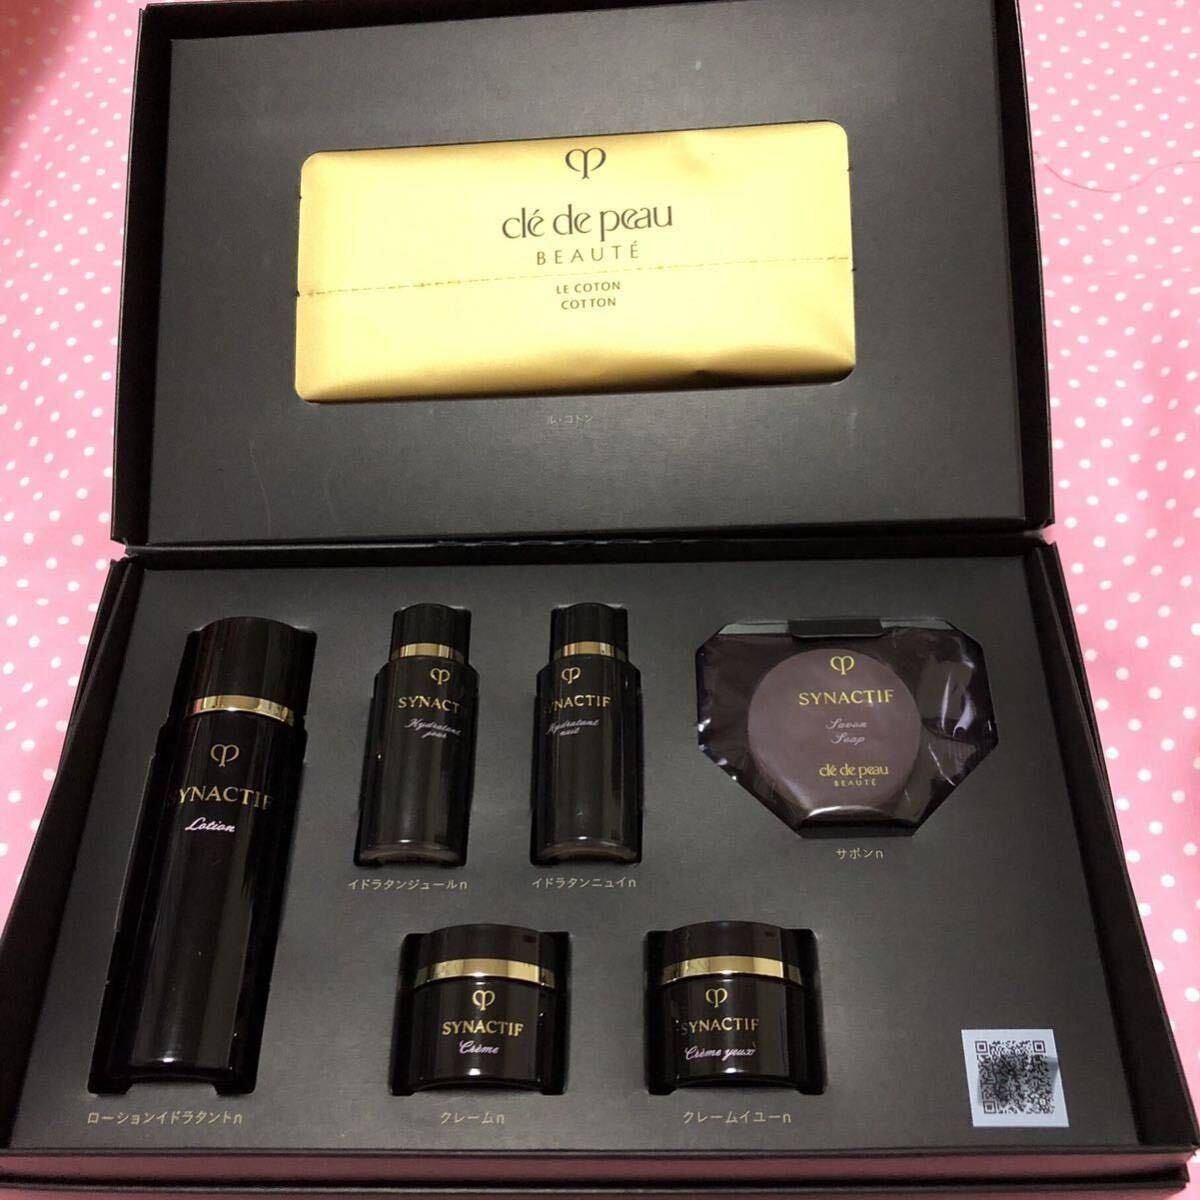 clé de peau
BEAUTÉ
LE COTON
COTTON
ル・コトン
SYNACTIF
Lotion
ローションイドラタントn
SYNACTIF
Hydratant
jour
イドラタンジュールn
SYNACTIF
Hydratant
nuit
イドラタンニュイn
SYNACTIF
Savon
Soap
clé de peau
BEAUTÉ
サボンn
SYNACTIF
Crème
クレームn
SYNACTIF
Crème yeux
クレームイユーn